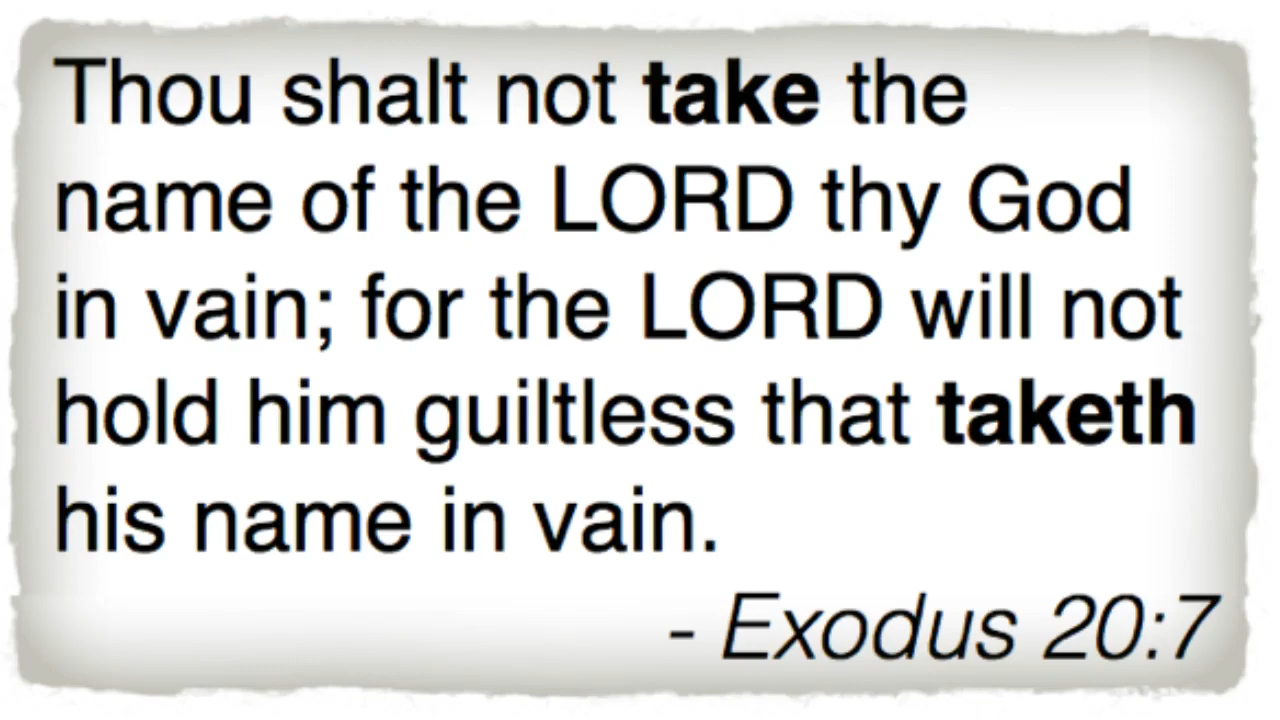 Thou shalt not take the
name of the LORD thy God
in vain; for the LORD will not
hold him guiltless that taketh
his name in vain.
- Exodus 20:7